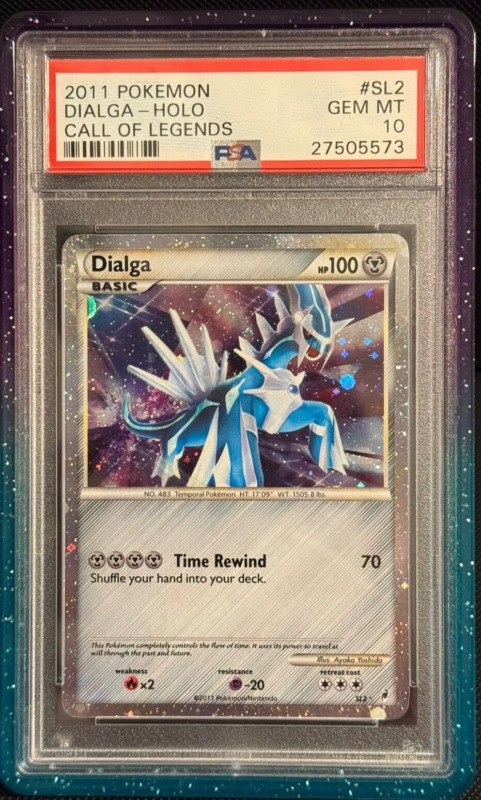 2011 POKEMON #SL2
DIALGA-HOLO GEM MT
CALL OF LEGENDS 10
PSA 27505573
Dialga HP100
BASIC
NO. 483 Temporal Pokémon HT: 17'09" WT: 1505.8 lbs.
Time Rewind 70
Shuffle your hand into your deck.
This Pokémon completely controls the flow of time. It uses its power to travel at
will through the past and future.
Illus. Ayaka Yoshida
weakness resistance retreat cost
×2 -20
©2011 Pokémon/Nintendo SL2